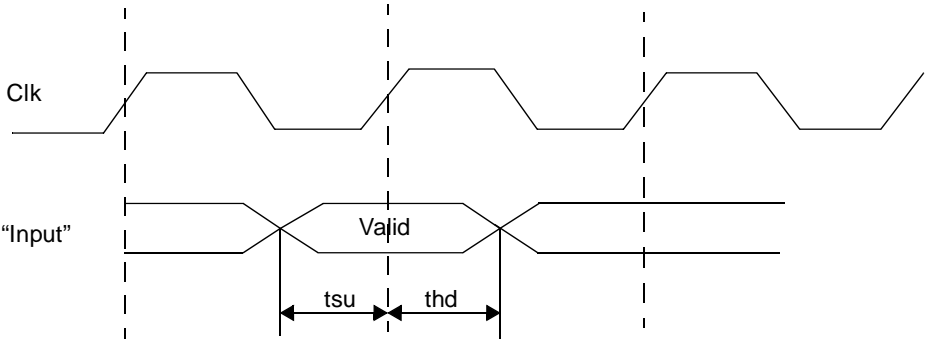 Clk
“Input”
Valid
tsu
thd